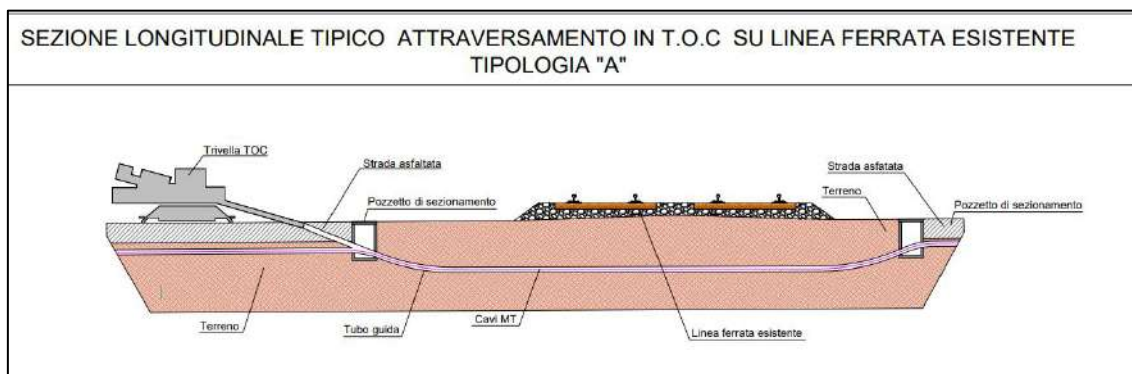 SEZIONE LONGITUDINALE TIPICO ATTRAVERSAMENTO IN T.O.C SU LINEA FERRATA ESISTENTE
TIPOLOGIA "A"
Trivella TOC
Strada asfaltata
Strada asfatata
Terreno
Pozzetto di sezionamento
Pozzetto di sezionamento
Terreno
Tubo guida
Cavi MT
Linea ferrata esistente